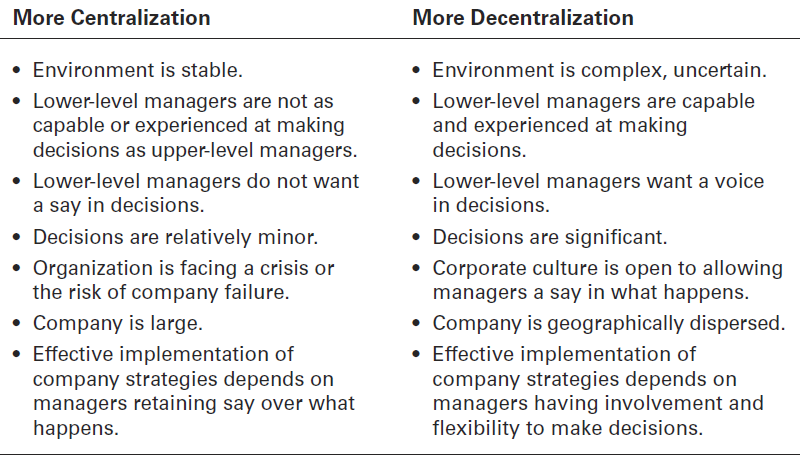 More Centralization
More Decentralization
• Environment is stable.
• Lower-level managers are not as
capable or experienced at making
decisions as upper-level managers.
• Lower-level managers do not want
a say in decisions.
• Decisions are relatively minor.
• Organization is facing a crisis or
the risk of company failure.
• Company is large.
• Effective implementation of
company strategies depends on
managers retaining say over what
happens.
• Environment is complex, uncertain.
• Lower-level managers are capable
and experienced at making
decisions.
• Lower-level managers want a voice
in decisions.
• Decisions are significant.
• Corporate culture is open to allowing
managers a say in what happens.
• Company is geographically dispersed.
• Effective implementation of
company strategies depends on
managers having involvement and
flexibility to make decisions.